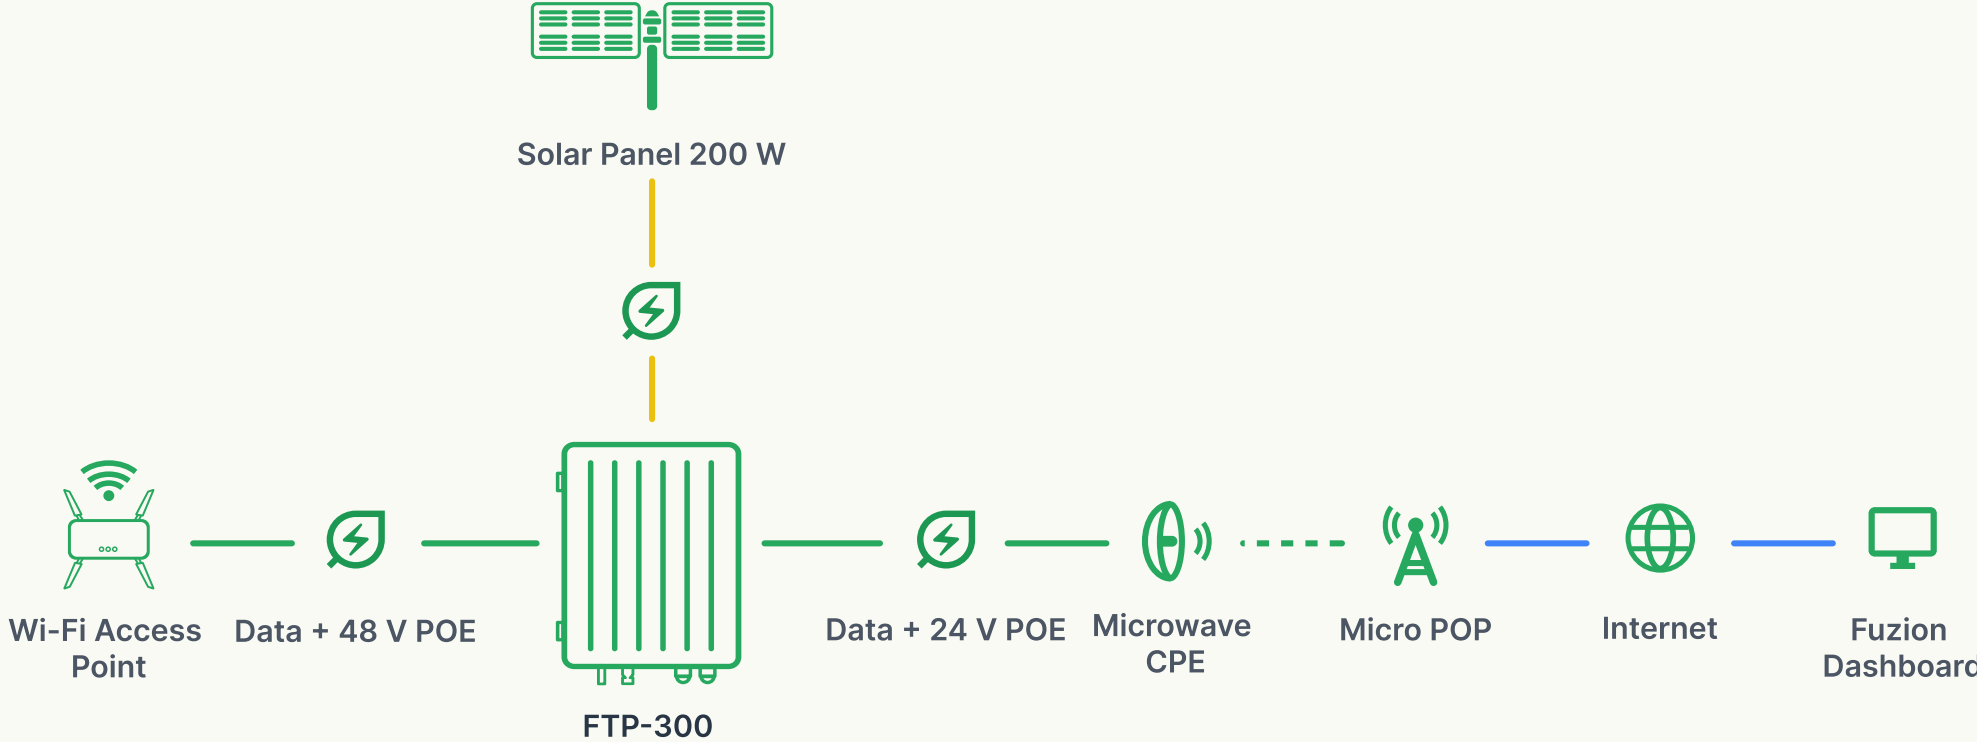 Solar Panel 200 W
Wi-Fi Access
Point
Data + 48 V POE
FTP-300
Data + 24 V POE
Microwave
CPE
Micro POP
Internet
Fuzion
Dashboard